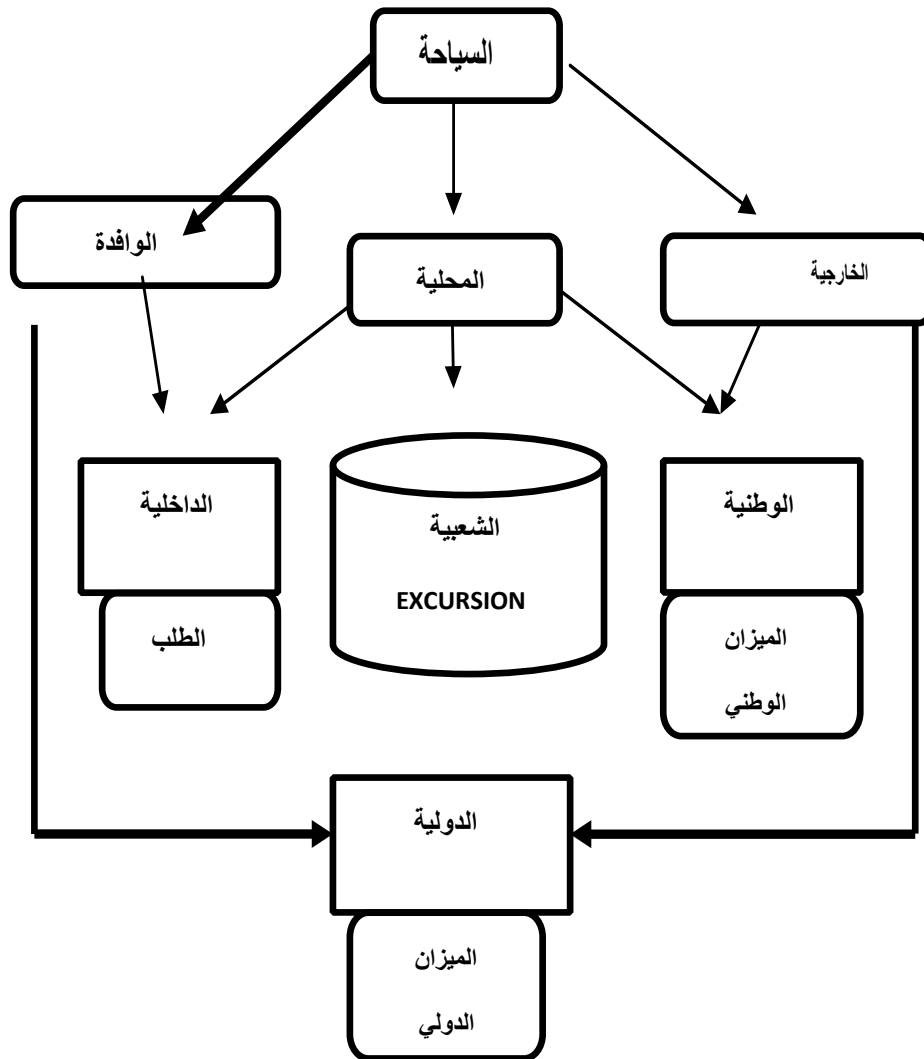 السياحة
الوافدة
المحلية
الخارجية
الداخلية
الشعبية
EXCURSION
الوطنية
الطلب
الميزان
الوطني
الدولية
الميزان
الدولي